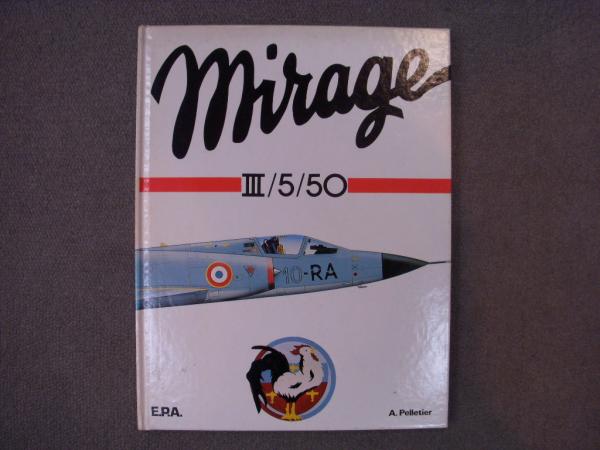 Mirage
III/5/50
10-RA
E.P.A.
A. Pelletier